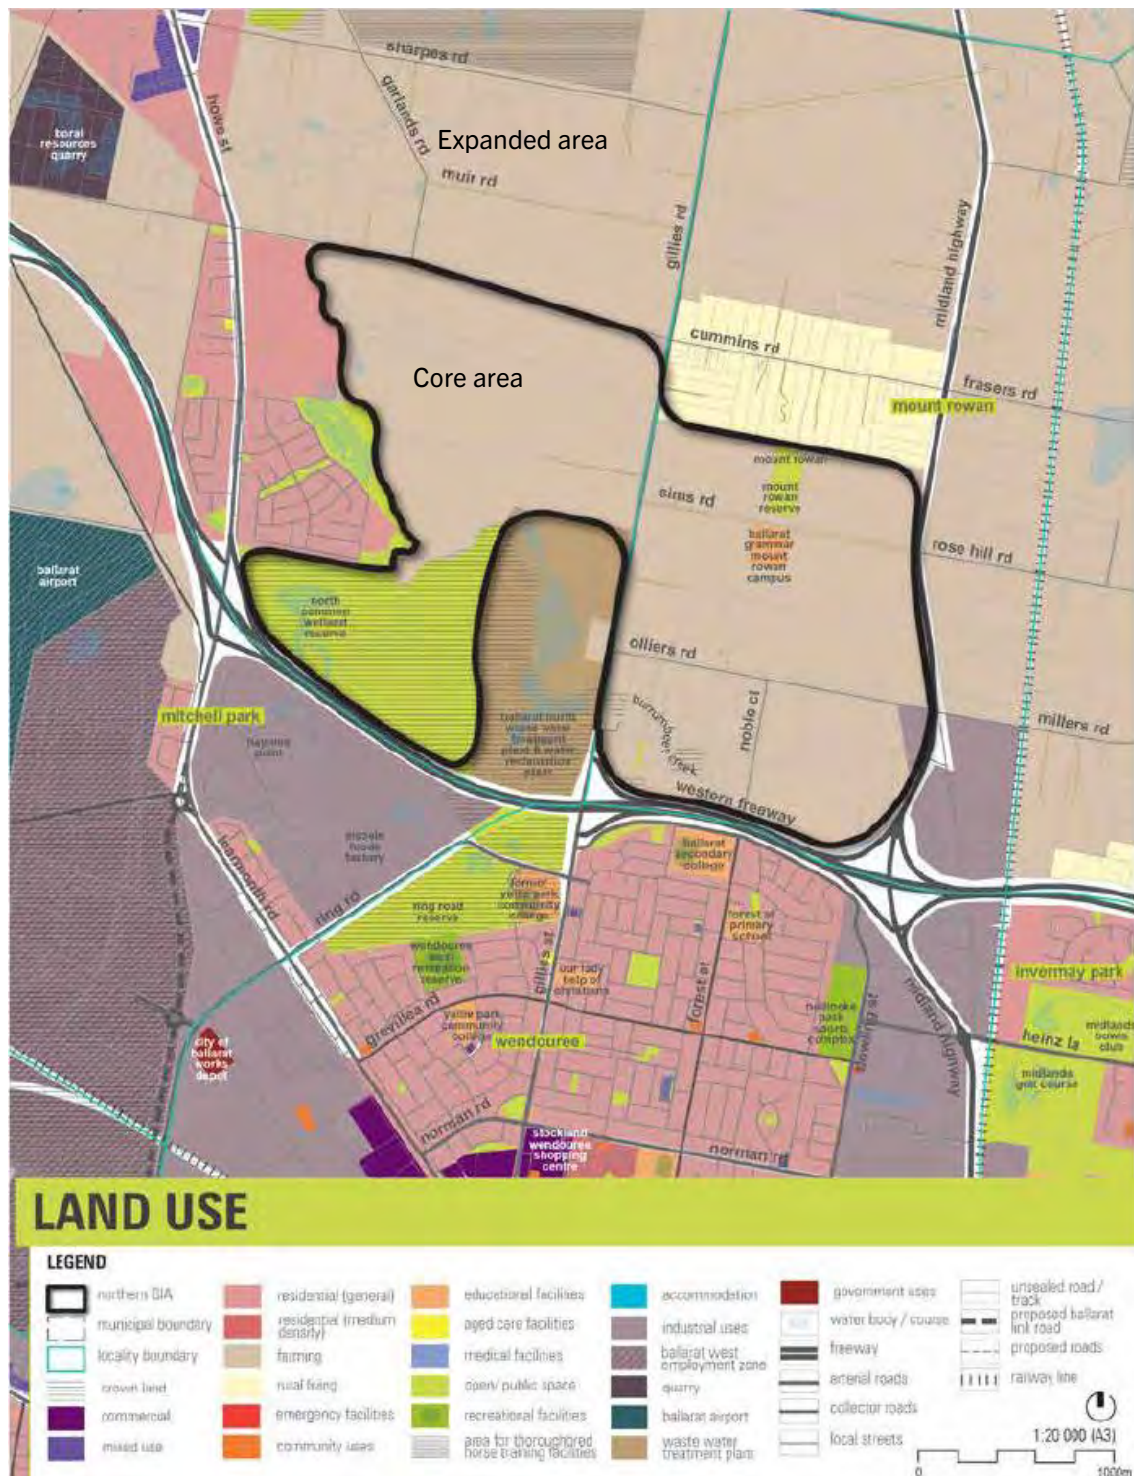 sharpes rd
garlands rd
howe st
boral
resources
quarry
Expanded area
muir rd
gillies rd
midland highway
cummins rd
frasers rd
mount rowan
Core area
mount rowan
mount
rowan
reserve
sims rd
ballarat
grammar
mount
rowan
campus
rose hill rd
ballarat
airport
north
common
wetland
reserve
olliers rd
noble ct
burrumbeet creek
millers rd
mitchell park
ballarat north
waste water
treatment
plant & water
reclamation
plant
western freeway
learmonth rd
mccain
foods
factory
ring rd
ring road
reserve
former
yuille park
community
college
ballarat
secondary
college
forest st
primary
school
wendouree
west
recreation
reserve
gillies st
our lady
help of
christians
forest st
invermay park
grevillea rd
yuille park
community
college
wendouree
park
sports
complex
dowling st
midland highway
heinz la
midlands
bowls
club
midlands
golf course
city of
ballarat
works
depot
norman rd
stockland
wendouree
shopping
centre
norman rd
LAND USE
LEGEND
northern GIA
municipal boundary
locality boundary
crown land
commercial
mixed use
residential (general)
residential (medium
density)
farming
rural living
emergency facilities
community uses
educational facilities
aged care facilities
medical facilities
open/ public space
recreational facilities
area for thoroughbred
horse training facilities
accommodation
industrial uses
ballarat west
employment zone
quarry
ballarat airport
waste water
treatment plant
government uses
water body / course
freeway
arterial roads
collector roads
local streets
unsealed road /
track
proposed ballarat
link road
proposed roads
railway line
1:20 000 (A3)
0
1000m